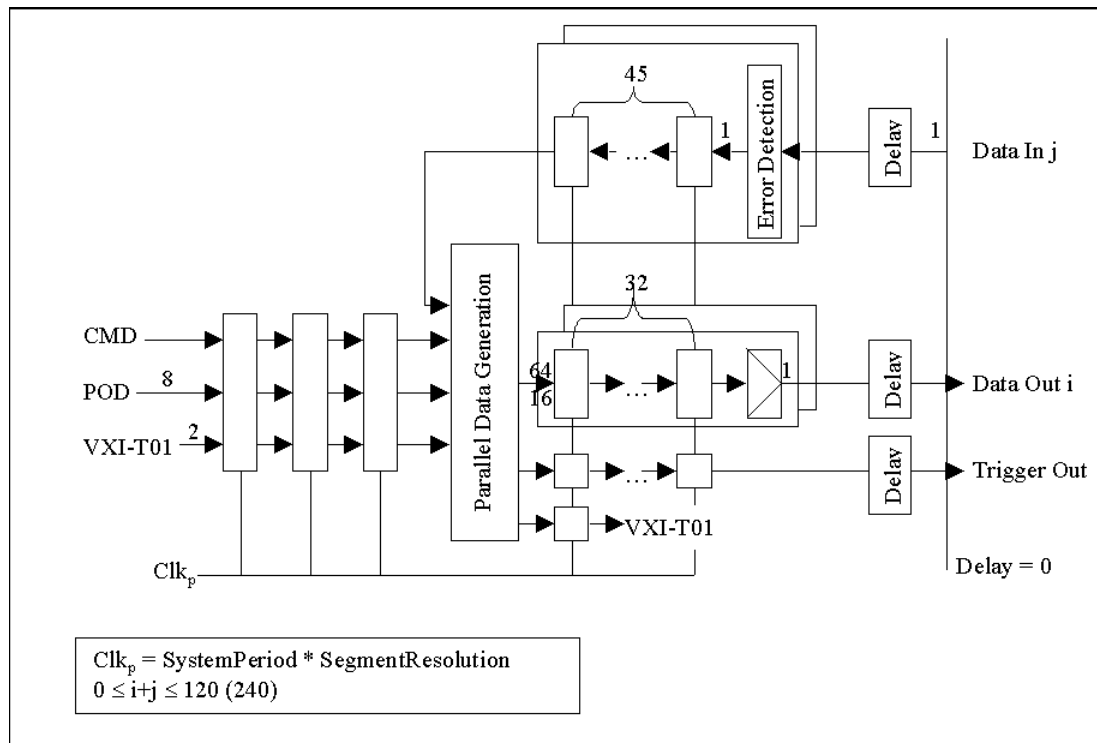 45
1
Error Detection
Delay
1
Data In j
...
32
Parallel Data Generation
CMD
POD
8
VXI-T01
2
64
16
...
1
Delay
Data Out i
...
Delay
Trigger Out
VXI-T01
Clkp
Delay = 0
Clkp = SystemPeriod * SegmentResolution
0 ≤ i+j ≤ 120 (240)